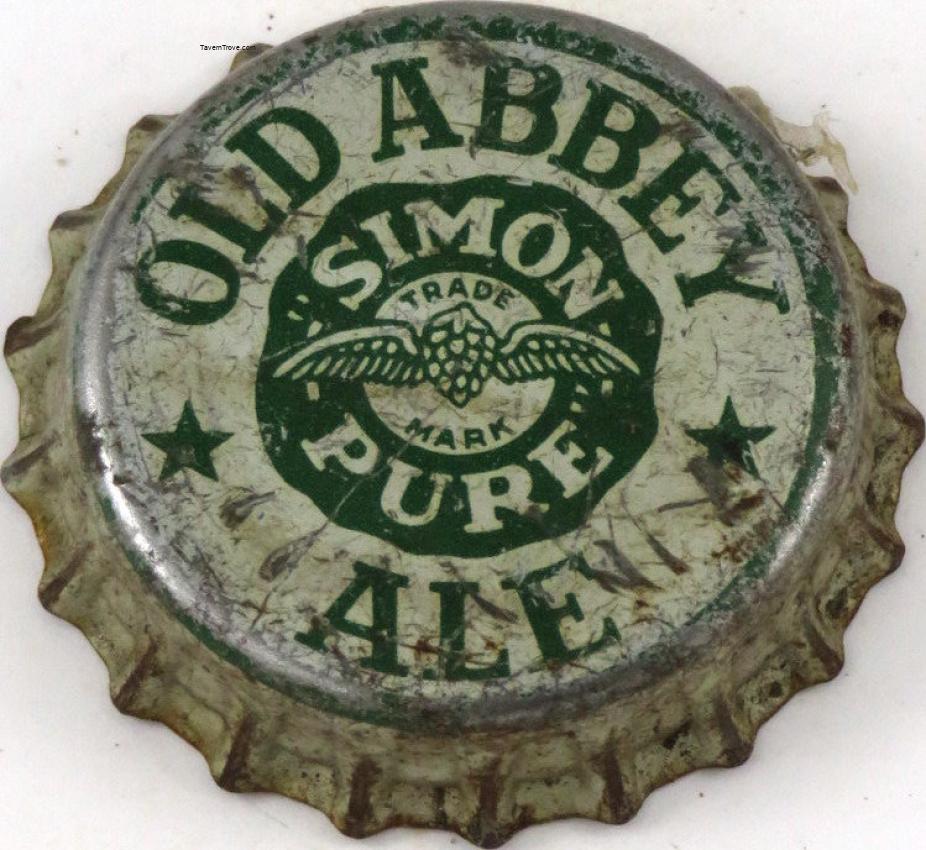 TavernTrove.com
OLD ABBEY
SIMON
TRADE
MARK
PURE
ALE